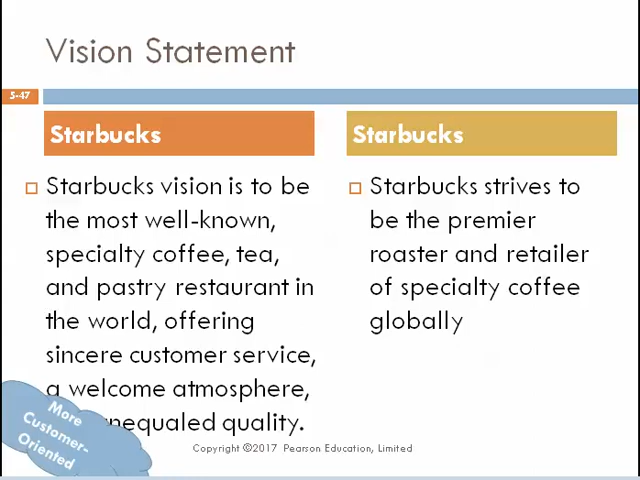 Vision Statement
5-47
Starbucks
Starbucks vision is to be
the most well-known,
specialty coffee, tea,
and pastry restaurant in
the world, offering
sincere customer service,
a welcome atmosphere,
nequaled quality.
Starbucks
Starbucks strives to
be the premier
roaster and retailer
of specialty coffee
globally
More
Customer-
Oriented
Copyright ©2017 Pearson Education, Limited